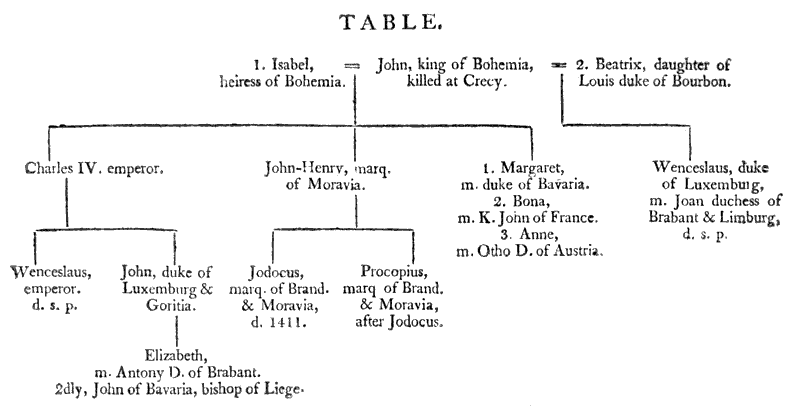 TABLE.
1. Isabel,
heiress of Bohemia.
=
John, king of Bohemia,
killed at Crecy.
=
2. Beatrix, daughter of
Louis duke of Bourbon.
Charles IV. emperor.
John-Henry, marq.
of Moravia.
1. Margaret,
m. duke of Bavaria.
2. Bona,
m. K. John of France.
3. Anne,
m. Otho D. of Austria.
Wenceslaus, duke
of Luxemburg,
m. Joan duchess of
Brabant & Limburg,
d. s. p.
Wenceslaus,
emperor.
d. s. p.
John, duke of
Luxemburg &
Goritia.
Jodocus,
marq. of Brand.
& Moravia,
d. 1411.
Procopius,
marq of Brand.
& Moravia,
after Jodocus.
Elizabeth,
m. Antony D. of Brabant.
2dly, John of Bavaria, bishop of Liege.